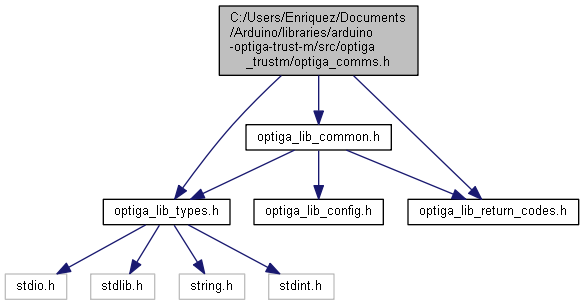 C:/Users/Enriquez/Documents
/Arduino/libraries/arduino
-optiga-trust-m/src/optiga
_trustm/optiga_comms.h
optiga_lib_common.h
optiga_lib_types.h
optiga_lib_config.h
optiga_lib_return_codes.h
stdio.h
stdlib.h
string.h
stdint.h